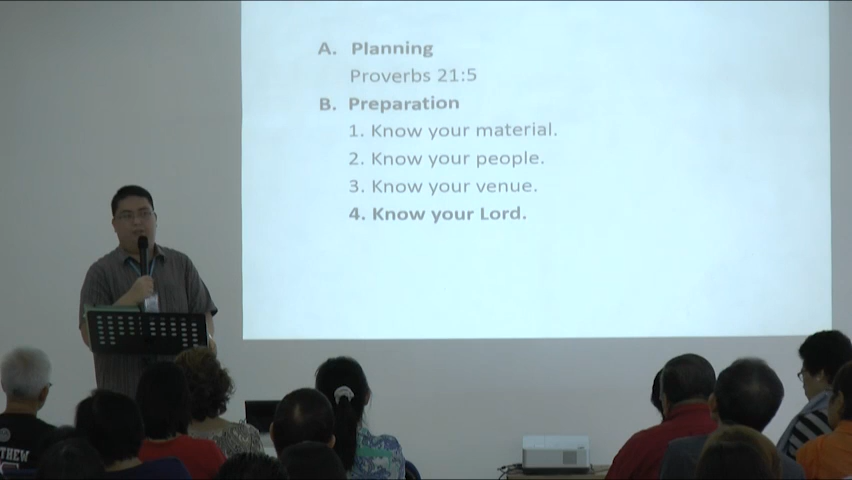 A. Planning
Proverbs 21:5
B. Preparation
1. Know your material.
2. Know your people.
3. Know your venue.
4. Know your Lord.
THEW